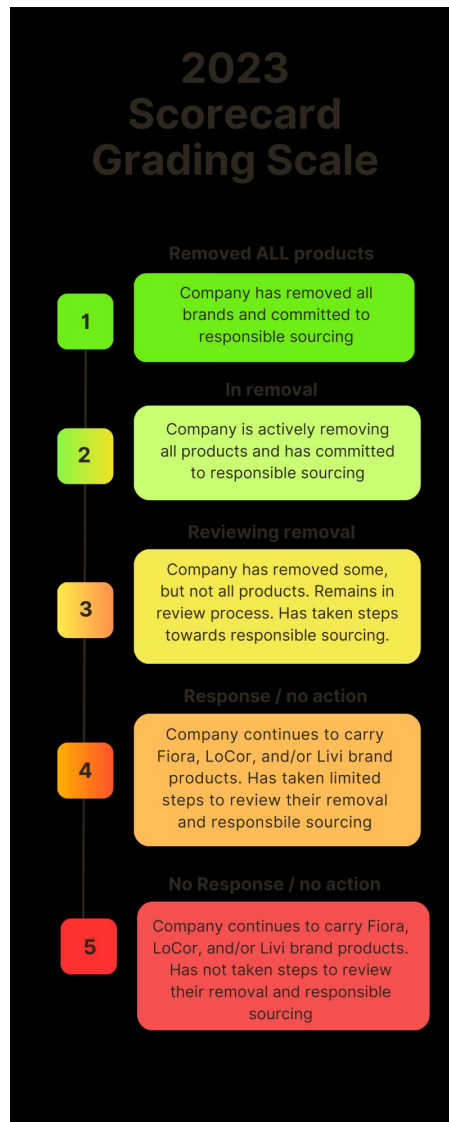 2023
Scorecard
Grading Scale
Removed ALL products
1
Company has removed all
brands and committed to
responsible sourcing
In removal
2
Company is actively removing
all products and has committed
to responsible sourcing
Reviewing removal
3
Company has removed some,
but not all products. Remains in
review process. Has taken steps
towards responsible sourcing.
Response / no action
4
Company continues to carry
Fiora, LoCor, and/or Livi brand
products. Has taken limited
steps to review their removal
and responsbile sourcing
No Response / no action
5
Company continues to carry Fiora,
LoCor, and/or Livi brand products.
Has not taken steps to review
their removal and responsible
sourcing